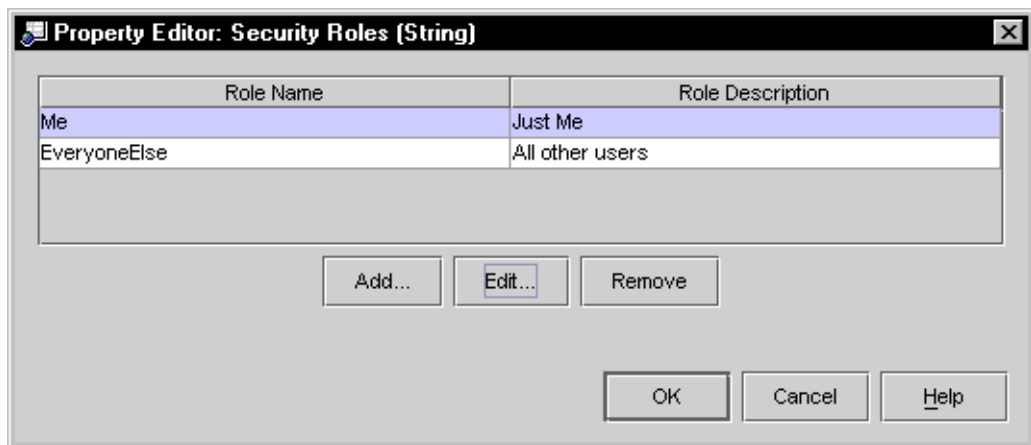 Property Editor: Security Roles (String)
Role Name Role Description
Me Just Me
EveryoneElse All other users
Add... Edit... Remove
OK Cancel Help